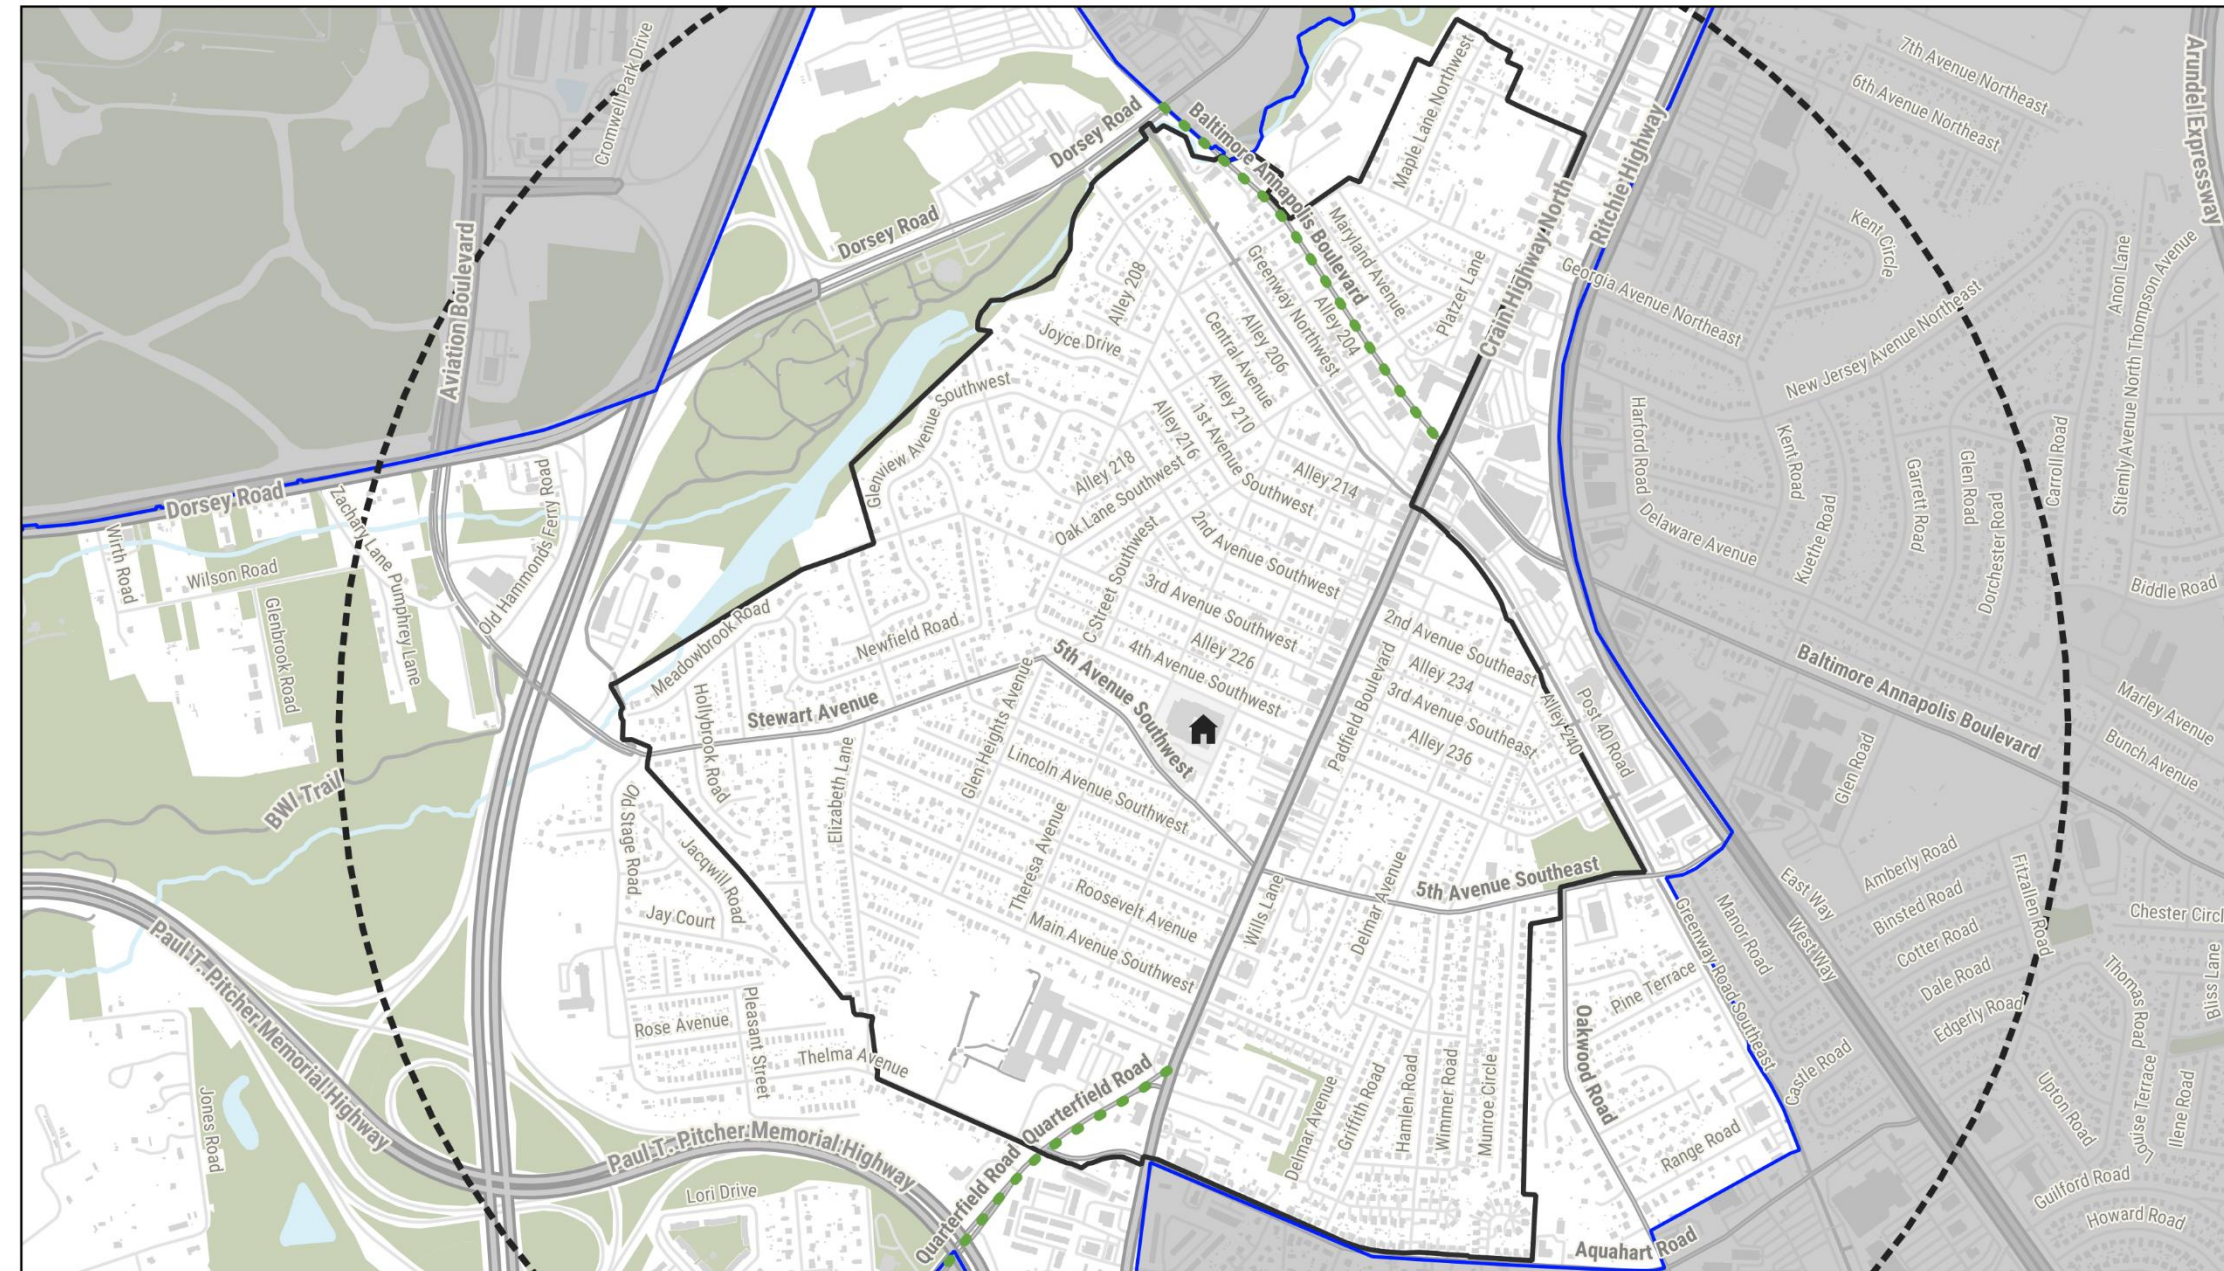 Cromwell Park Drive
7th Avenue Northeast
6th Avenue Northeast
Arundel Expressway
Dorsey Road
Baltimore Annapolis Boulevard
Maple Lane Northwest
Ritchie Highway
Crain Highway North
Kent Circle
Anon Lane
Stiemly Avenue North
Thompson Avenue
Aviation Boulevard
Dorsey Road
Maryland Avenue
Platzer Lane
Georgia Avenue Northeast
New Jersey Avenue Northeast
Alley 208
Joyce Drive
Greenway Northwest
Alley 204
Alley 206
Central Avenue
Alley 210
Glenview Avenue Southwest
Alley 216
1st Avenue Southwest
Alley 218
Oak Lane Southwest
Alley 214
Harford Road
Kent Road
Garrett Road
Glen Road
Carroll Road
Dorchester Road
Kuethe Road
Delaware Avenue
Biddle Road
Dorsey Road
Wirth Road
Zachary Lane
Pumphrey Lane
Old Hammonds Ferry Road
Wilson Road
Glenbrook Road
2nd Avenue Southwest
C Street Southwest
3rd Avenue Southwest
Alley 226
4th Avenue Southwest
5th Avenue Southwest
Newfield Road
Meadowbrook Road
Hollybrook Road
Stewart Avenue
Glen Heights Avenue
2nd Avenue Southeast
Alley 234
3rd Avenue Southeast
Alley 236
Alley 240
Post 40 Road
Padfield Boulevard
Baltimore Annapolis Boulevard
Marley Avenue
Bunch Avenue
Glen Road
BWI Trail
Old Stage Road
Jacqwill Road
Elizabeth Lane
Lincoln Avenue Southwest
Theresa Avenue
Roosevelt Avenue
Main Avenue Southwest
Wills Lane
Delmar Avenue
5th Avenue Southeast
Amberly Road
East Way
West Way
Manor Road
Binsted Road
Cotter Road
Dale Road
Edgerly Road
Fitzallen Road
Chester Circl
Bliss Lane
Thomas Road
Jay Court
Paul T. Pitcher Memorial Highway
Rose Avenue
Pleasant Street
Thelma Avenue
Greenway Road Southeast
Pine Terrace
Oakwood Road
Castle Road
Upton Road
Louise Terrace
Ilene Road
Jones Road
Paul T. Pitcher Memorial Highway
Lori Drive
Quarterfield Road
Quarterfield Road
Delmar Avenue
Griffith Road
Hamlen Road
Wimmer Road
Munroe Circle
Range Road
Guilford Road
Howard Road
Aquahart Road